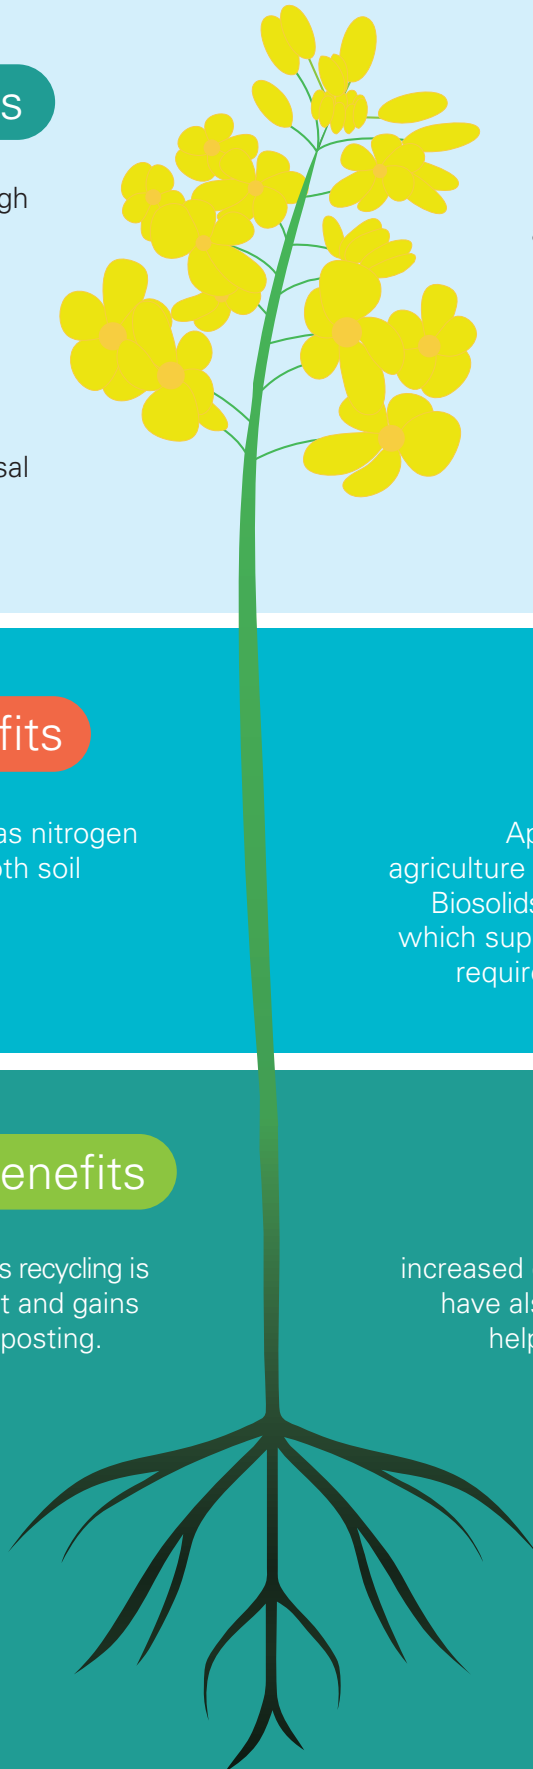 s
gh
sal
fits
as nitrogen
oth soil
Ap
agriculture
Biosolids
which sup
require
enefits
s recycling is
t and gains
posting.
increased
have als
help